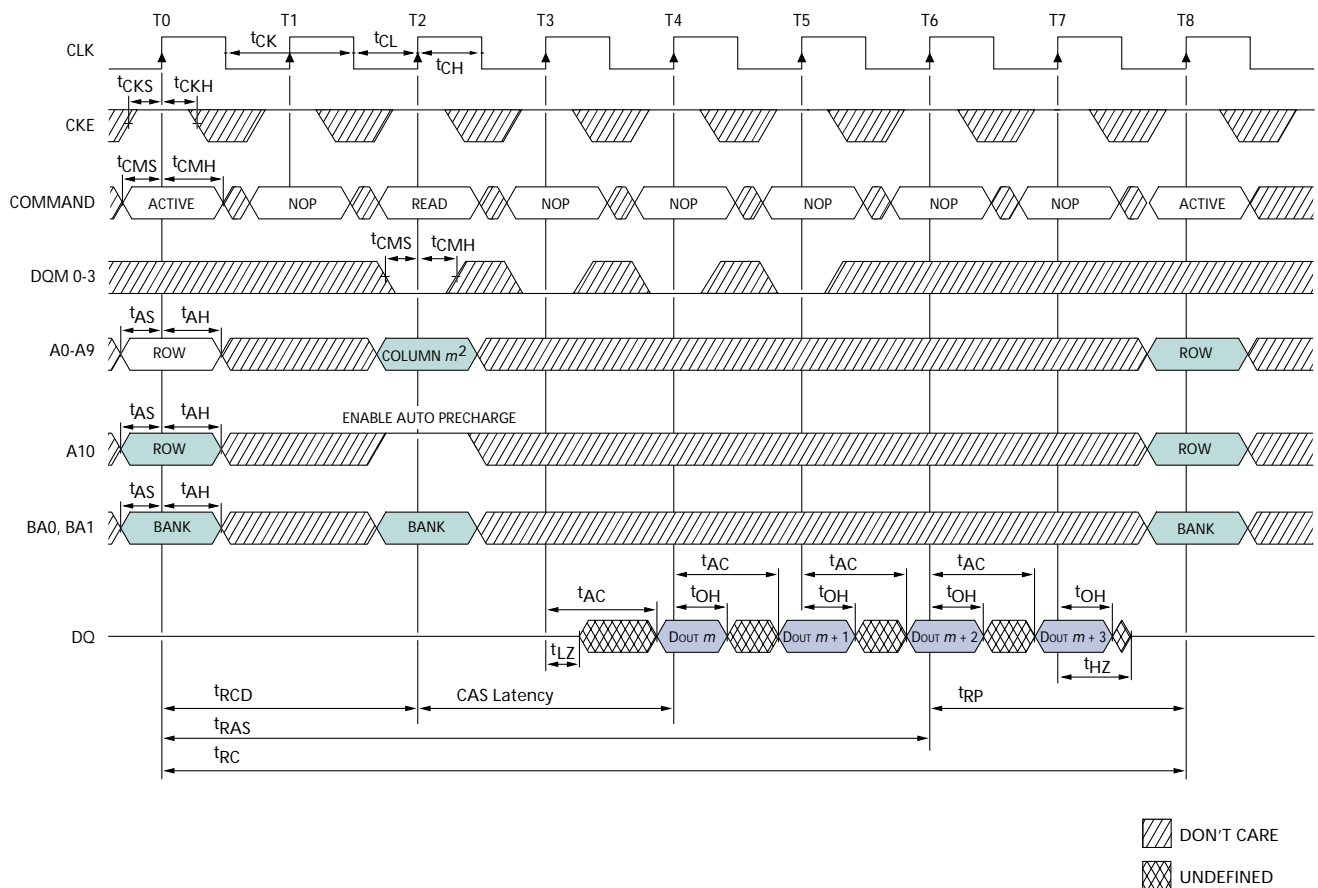 T0 T1 T2 T3 T4 T5 T6 T7 T8
CLK tCK tCL tCH
tCKS tCKH
CKE
tCMS tCMH
COMMAND ACTIVE NOP READ NOP NOP NOP NOP NOP ACTIVE
tCMS tCMH
DQM 0-3
tAS tAH
A0-A9 ROW COLUMN m2 ROW
ENABLE AUTO PRECHARGE
tAS tAH
A10 ROW ROW
tAS tAH
BA0, BA1 BANK BANK BANK
tAC tAC tAC tAC
tOH tOH tOH tOH
DQ DOUT m DOUT m + 1 DOUT m + 2 DOUT m + 3
tLZ tHZ
tRCD CAS Latency tRP
tRAS
tRC
DON'T CARE
UNDEFINED